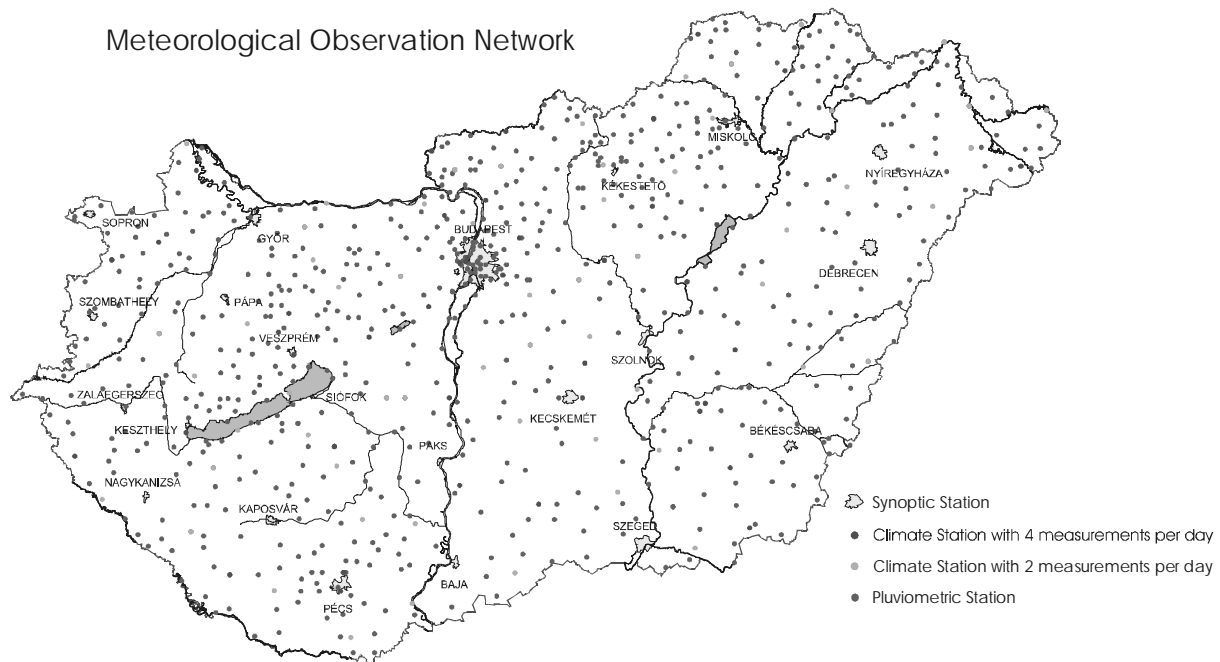 Meteorological Observation Network
MISKOLC
KÉKESTETŐ
NYÍREGYHÁZA
SOPRON
GYŐR
BUDAPEST
DEBRECEN
SZOMBATHELY
PÁPA
VESZPRÉM
SZOLNOK
ZALAEGERSZEG
SIÓFOK
KECSKEMÉT
KESZTHELY
PAKS
BÉKÉSCSABA
NAGYKANIZSA
KAPOSVÁR
SZEGED
BAJA
PÉCS
Synoptic Station
Climate Station with 4 measurements per day
Climate Station with 2 measurements per day
Pluviometric Station